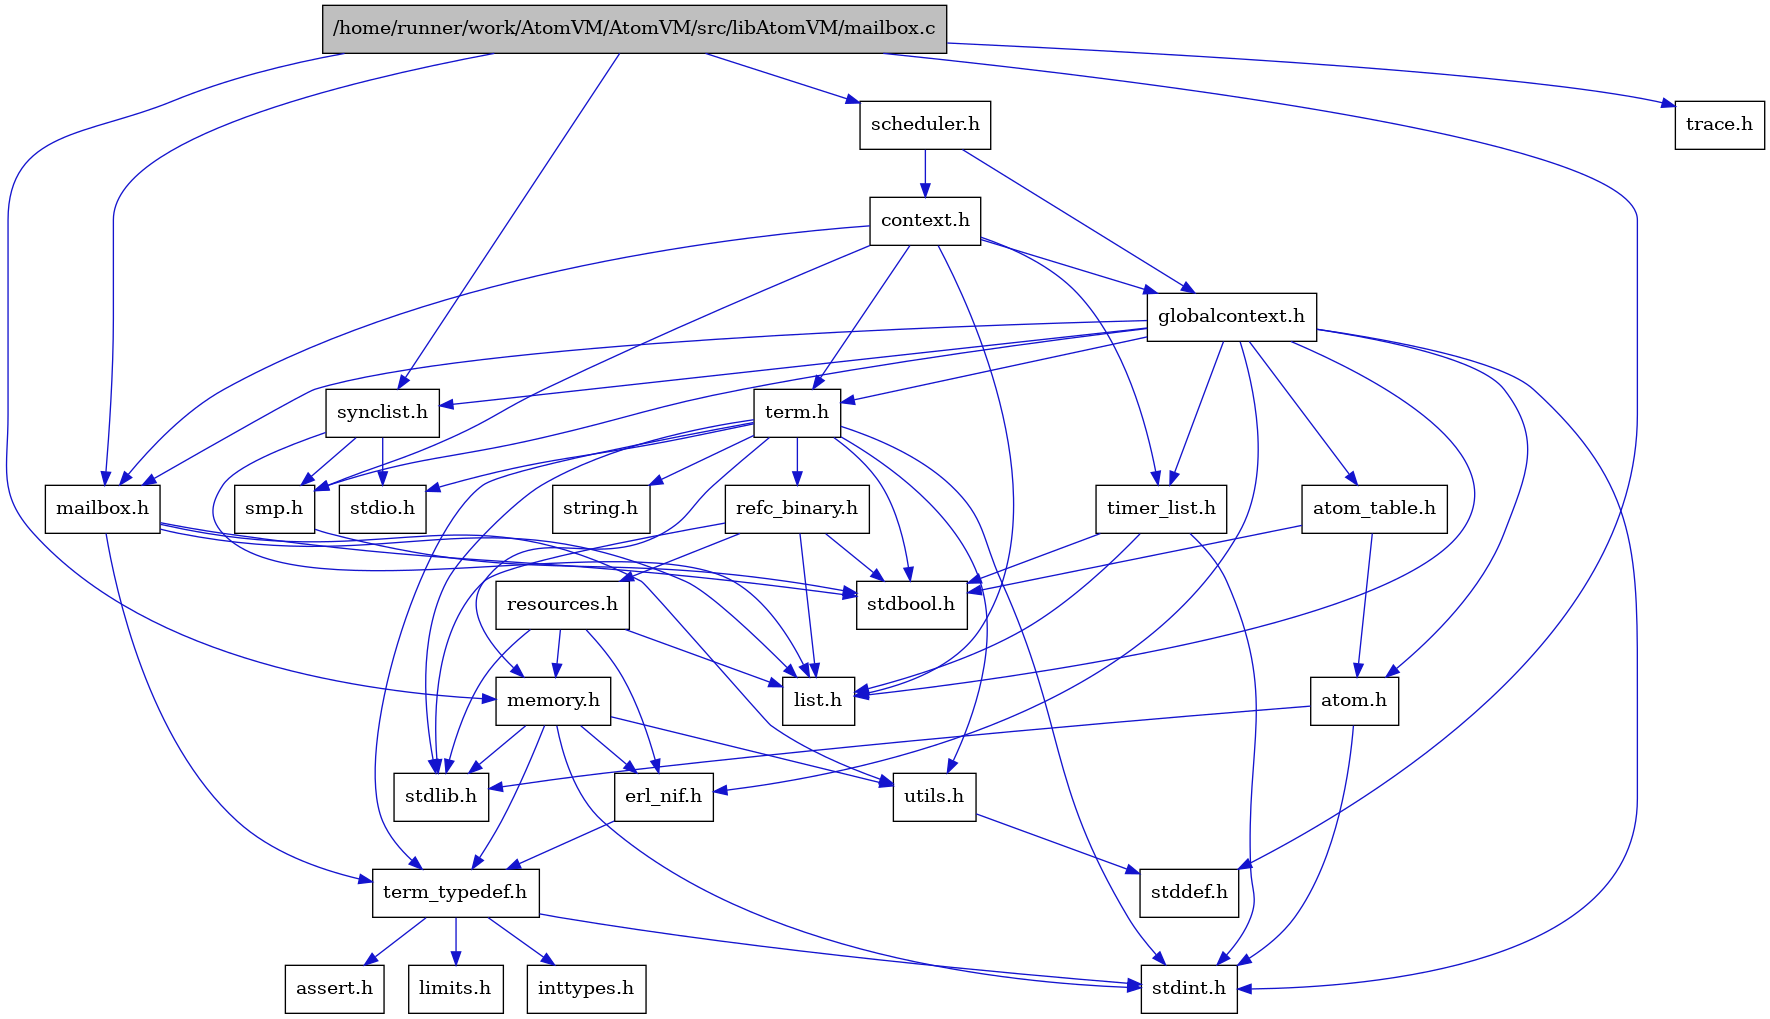 /home/runner/work/AtomVM/AtomVM/src/libAtomVM/mailbox.c
scheduler.h
trace.h
context.h
globalcontext.h
synclist.h
term.h
mailbox.h
smp.h
stdio.h
string.h
refc_binary.h
timer_list.h
atom_table.h
resources.h
stdbool.h
memory.h
list.h
atom.h
stdlib.h
erl_nif.h
utils.h
term_typedef.h
stddef.h
assert.h
limits.h
inttypes.h
stdint.h